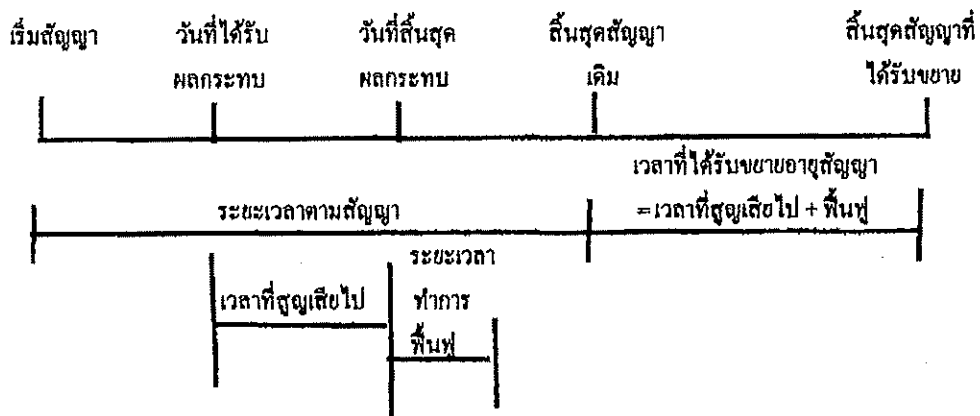 เริ่มสัญญา
วันที่ได้รับ
ผลกระทบ
วันที่สิ้นสุด
ผลกระทบ
สิ้นสุดสัญญา
เดิม
สิ้นสุดสัญญาที่
ได้รับขยาย
เวลาที่ได้รับขยายอายุสัญญา
=เวลาที่สูญเสียไป + ฟื้นฟู
ระยะเวลาตามสัญญา
เวลาที่สูญเสียไป
ระยะเวลา
ทำการ
ฟื้นฟู